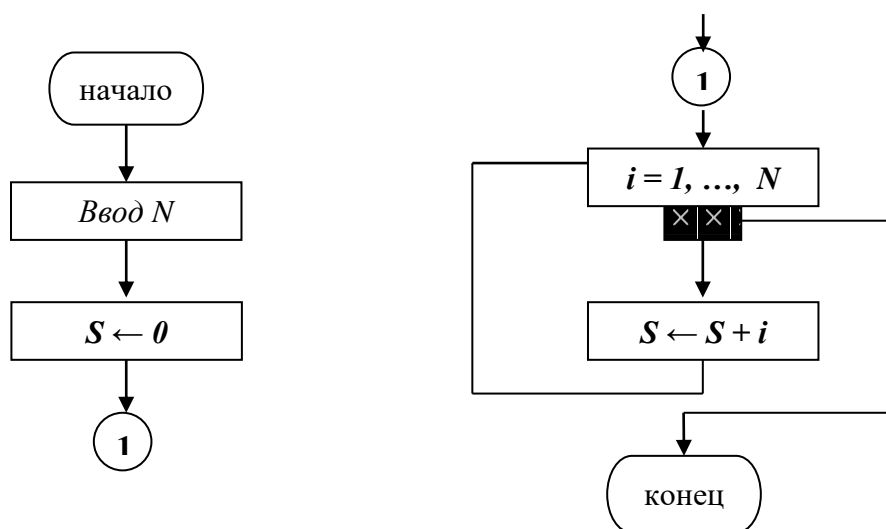 начало
Ввод N
S ← 0
1
1
i = 1, ..., N
S ← S + i
конец